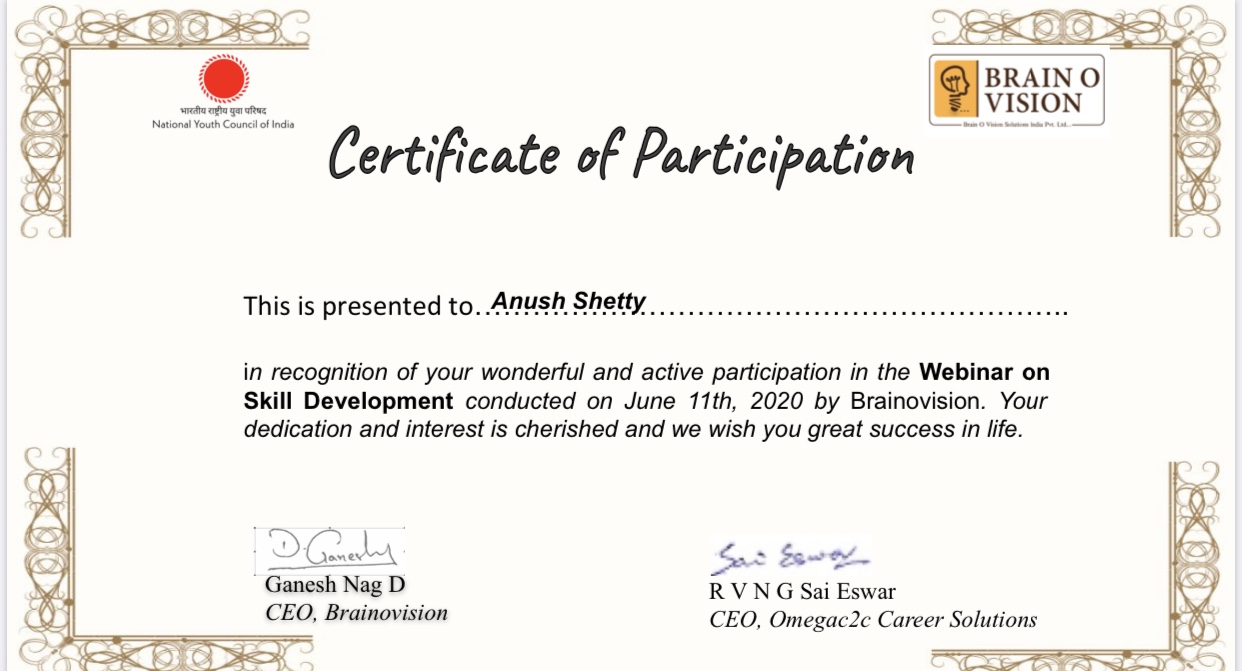 भारतीय राष्ट्रीय युवा परिषद
National Youth Council of India
BRAIN O
VISION
Brain O Vision Solutions India Pvt. Ltd...
Certificate of Participation
This is presented to..Anush Shetty...........................................................
in recognition of your wonderful and active participation in the Webinar on
Skill Development conducted on June 11th, 2020 by Brainovision. Your
dedication and interest is cherished and we wish you great success in life.
D. Ganesh
Ganesh Nag D
CEO, Brainovision
Sai Eswar
R V N G Sai Eswar
CEO, Omegac2c Career Solutions